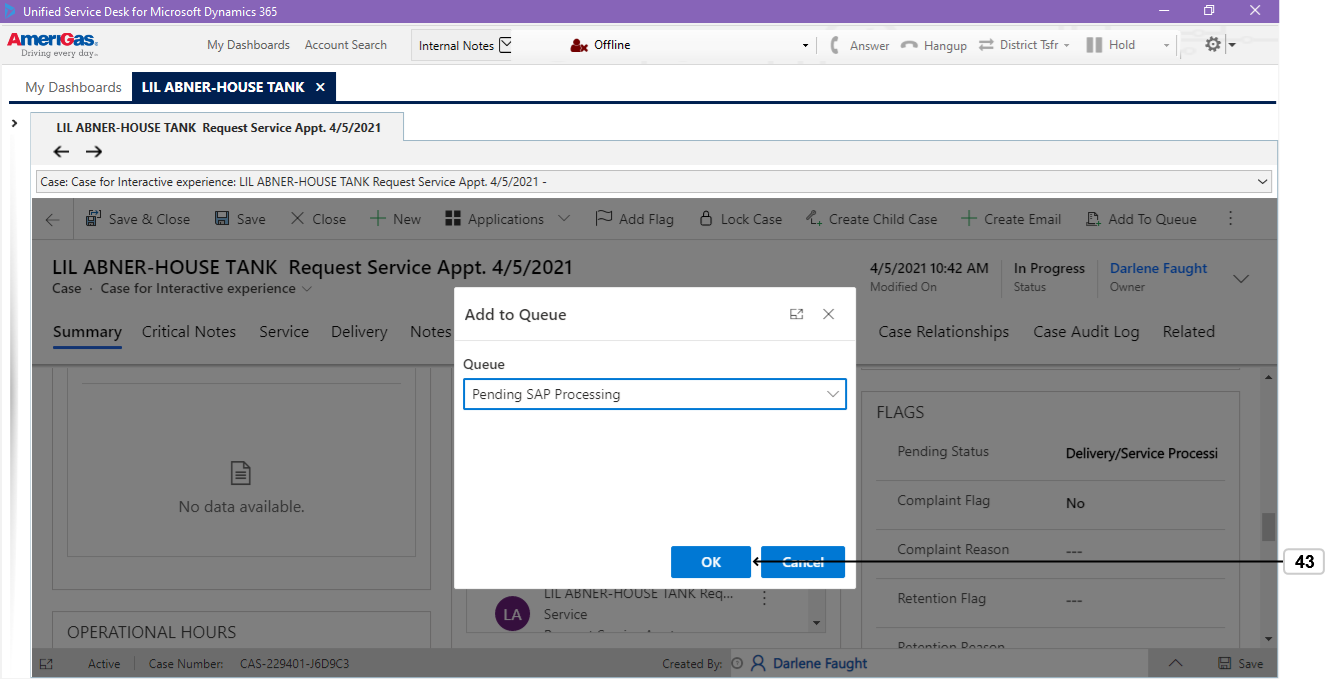 Unified Service Desk for Microsoft Dynamics 365
AmeriGas
Driving every day...
My Dashboards Account Search Internal Notes Offline Answer Hangup District Tsfr Hold
My Dashboards LIL ABNER-HOUSE TANK
LIL ABNER-HOUSE TANK Request Service Appt. 4/5/2021
Case: Case for Interactive experience: LIL ABNER-HOUSE TANK Request Service Appt. 4/5/2021 -
Save & Close Save Close New Applications Add Flag Lock Case Create Child Case Create Email Add To Queue
LIL ABNER-HOUSE TANK Request Service Appt. 4/5/2021
Case · Case for Interactive experience
4/5/2021 10:42 AM In Progress Darlene Faught
Modified On Status Owner
Summary Critical Notes Service Delivery Notes Case Relationships Case Audit Log Related
Add to Queue
Queue
Pending SAP Processing
OK Cancel
43
No data available.
OPERATIONAL HOURS
LIL ABNER-HOUSE TANK Req...
LA Service
FLAGS
Pending Status Delivery/Service Processi
Complaint Flag No
Complaint Reason ---
Retention Flag ---
Retention Reason
Active Case Number: CAS-229401-J6D9C3 Created By: Darlene Faught Save